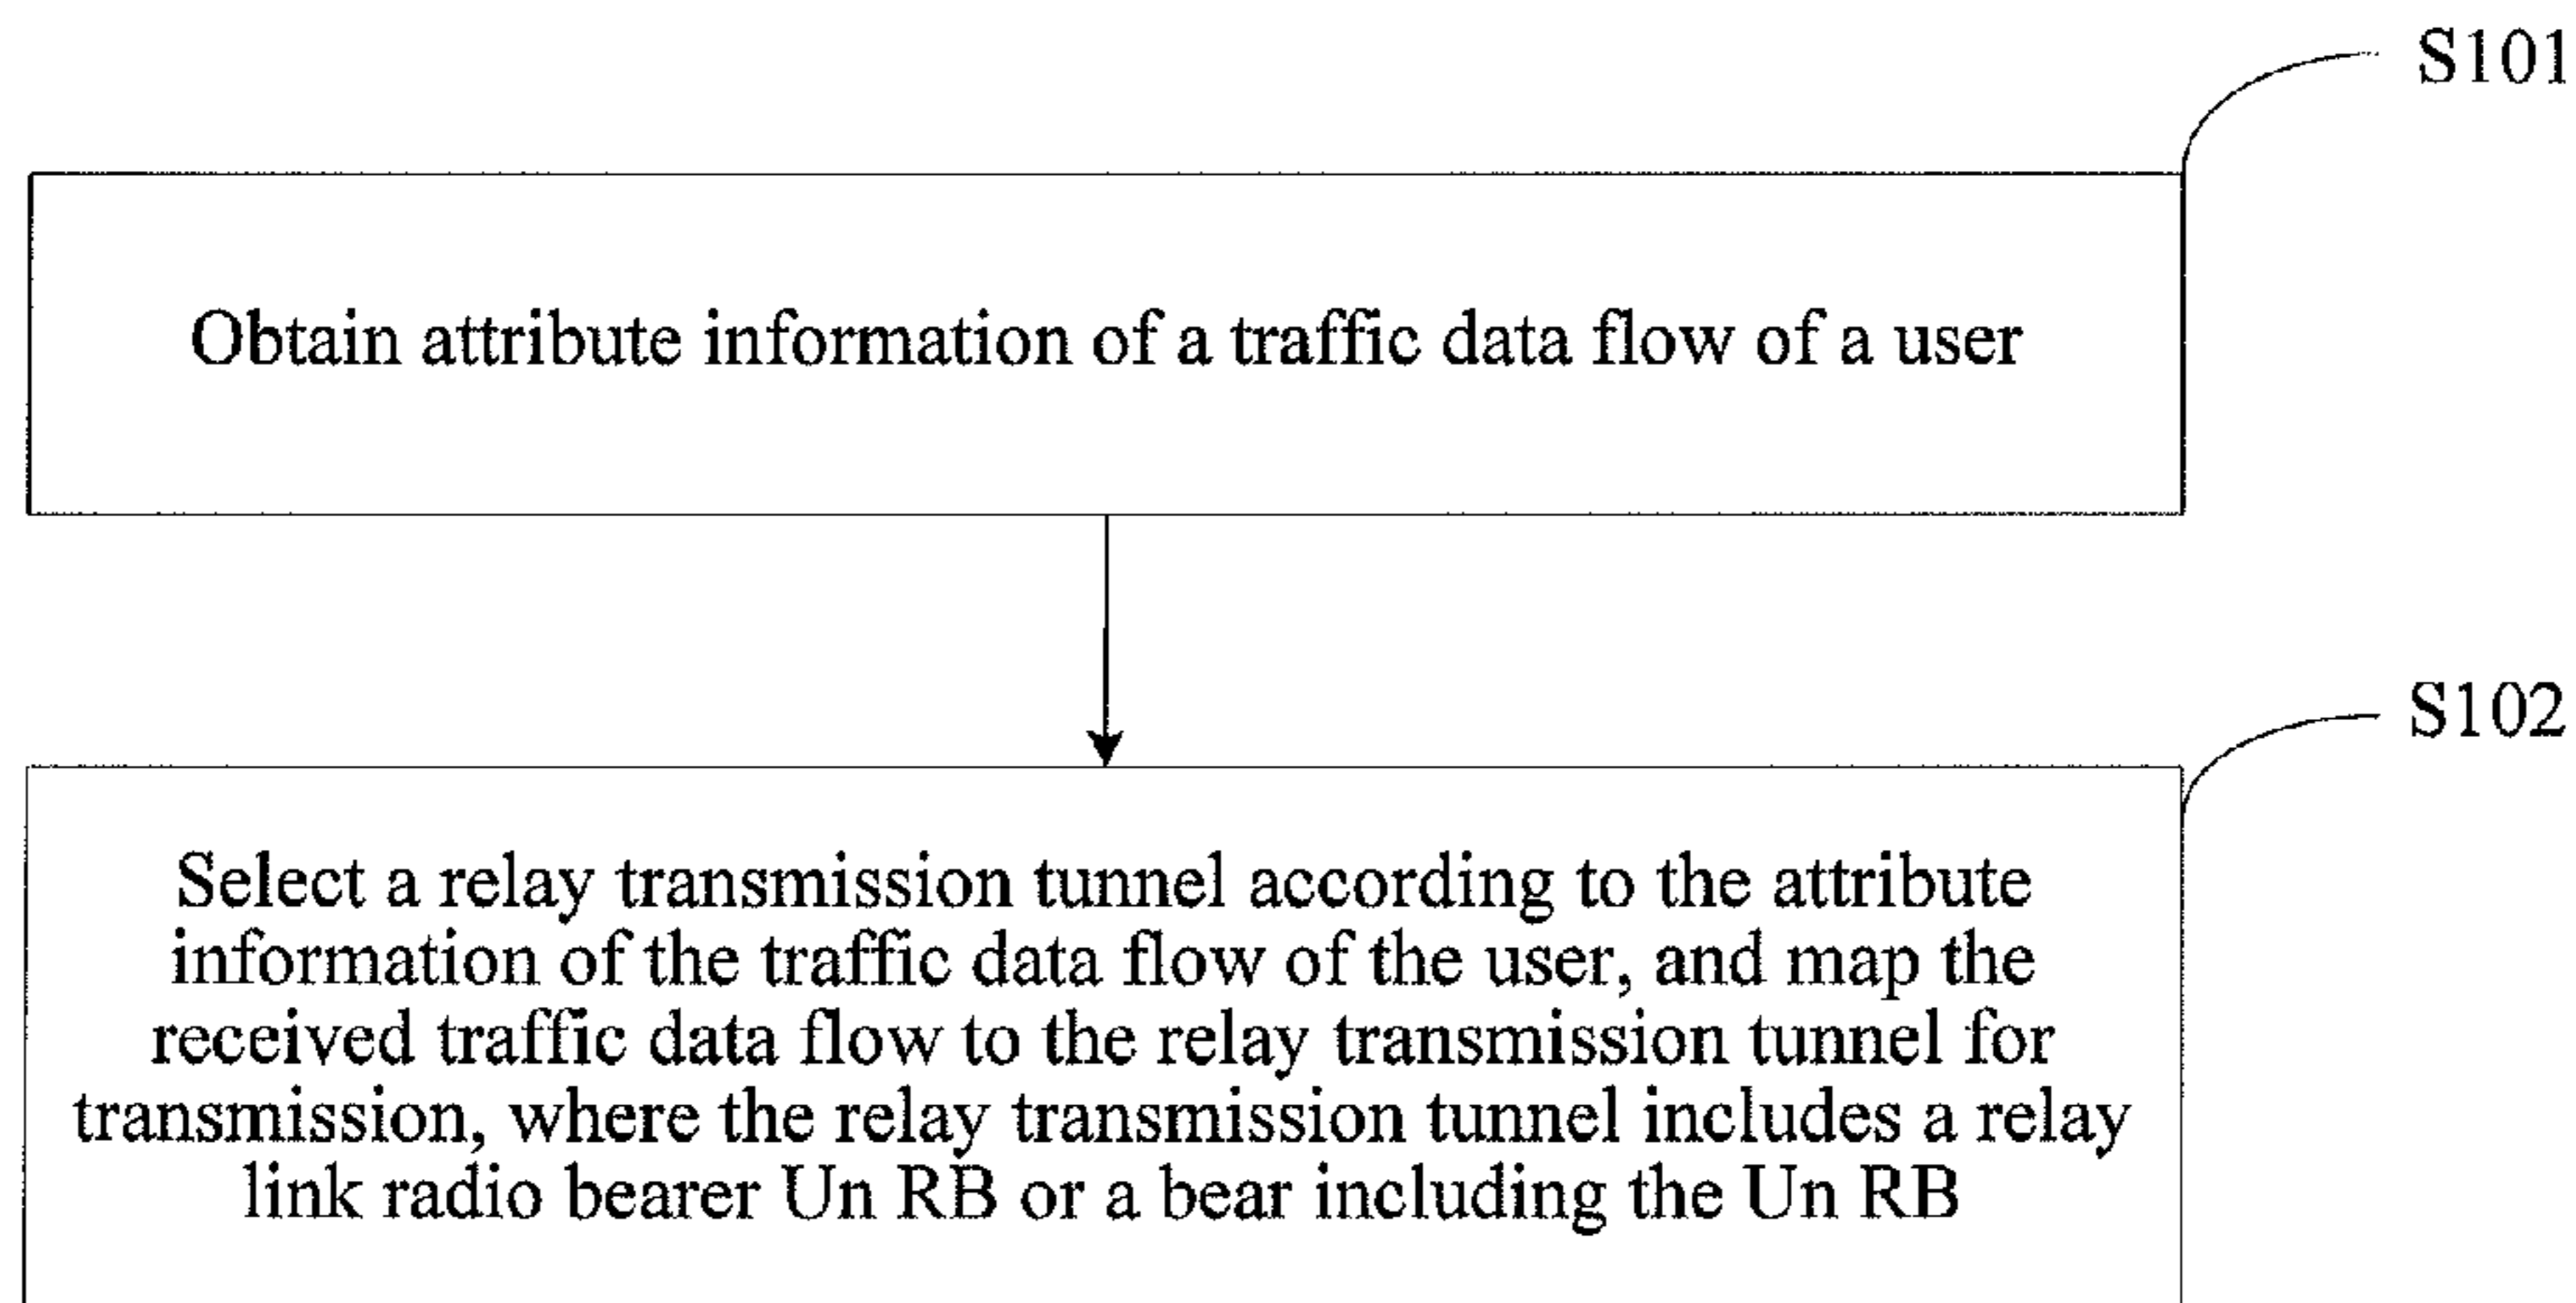 S101
Obtain attribute information of a traffic data flow of a user
S102
Select a relay transmission tunnel according to the attribute
information of the traffic data flow of the user, and map the
received traffic data flow to the relay transmission tunnel for
transmission, where the relay transmission tunnel includes a relay
link radio bearer Un RB or a bear including the Un RB